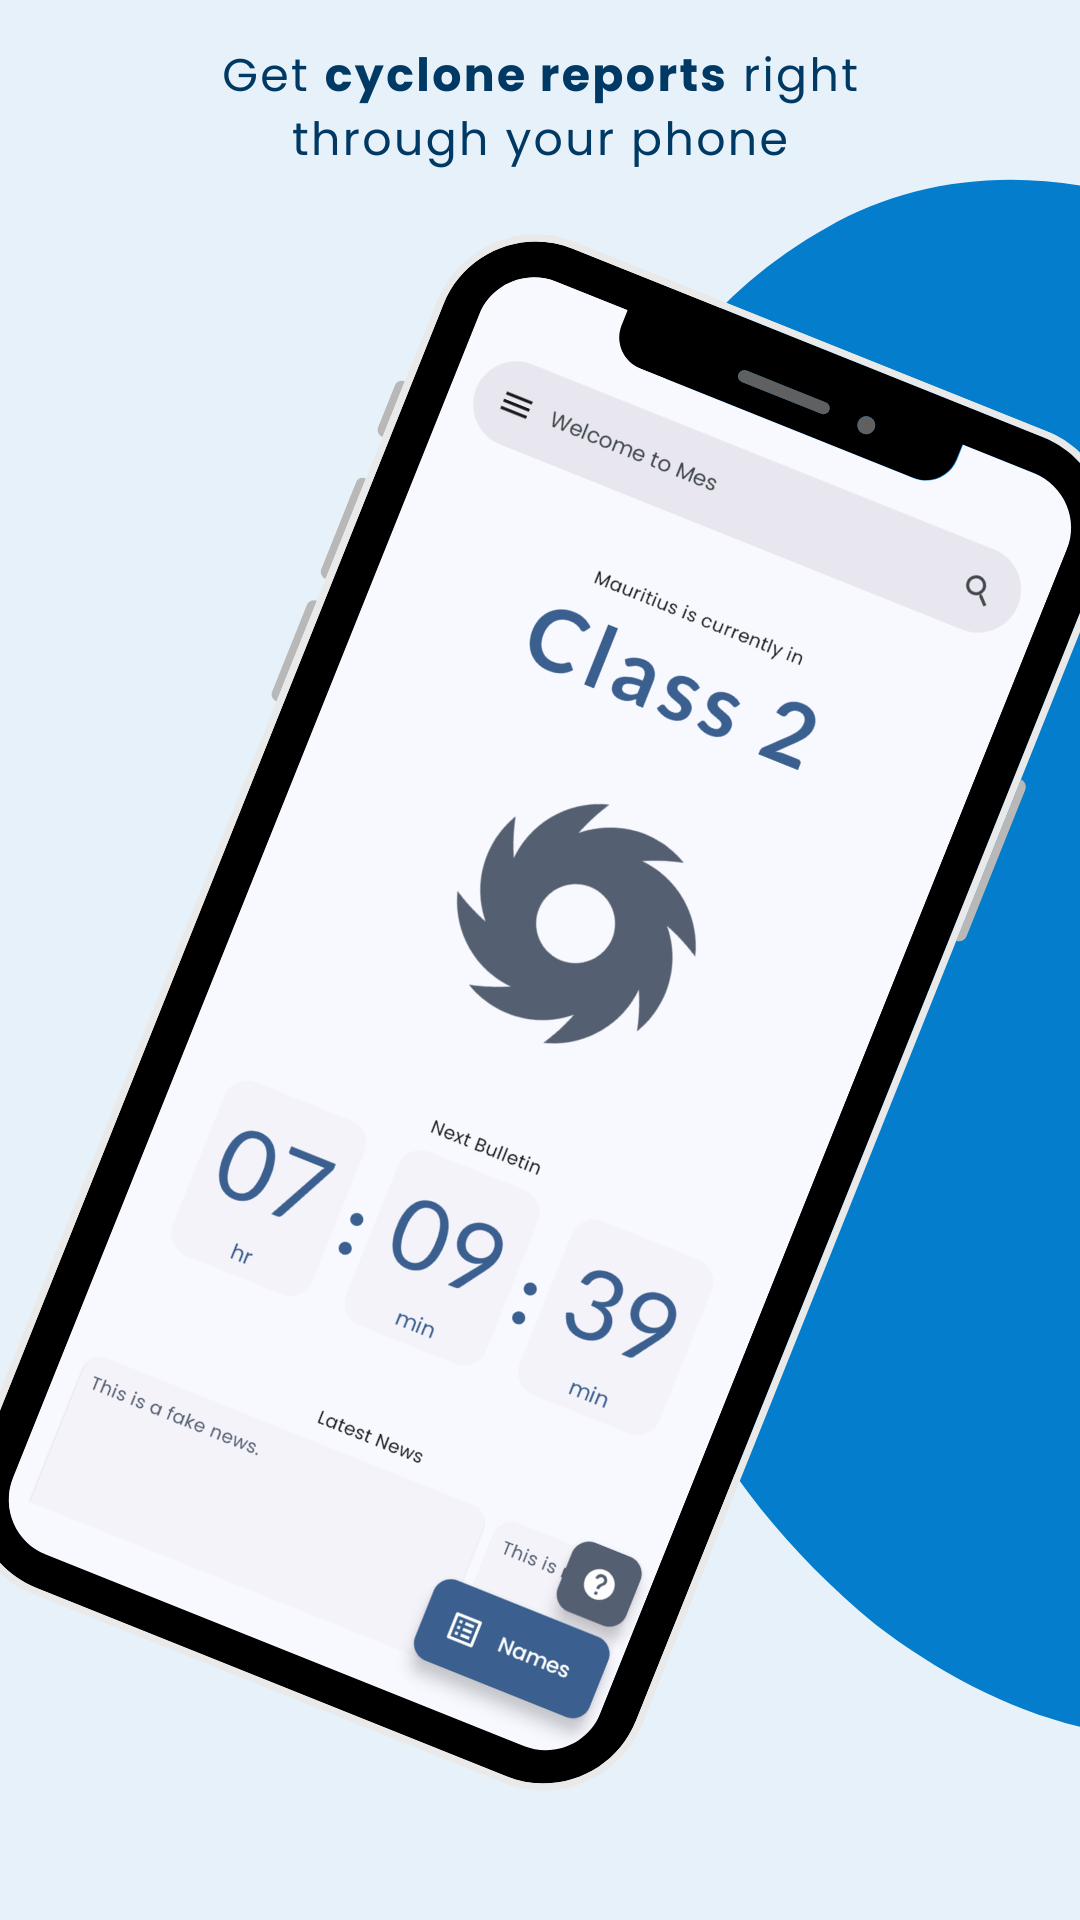 Get cyclone reports right
through your phone
Welcome to Mes
Mauritius is currently in
Class 2
Next Bulletin
07 : 09 : 39
hr min min
Latest News
This is a fake news.
This is
?
Names